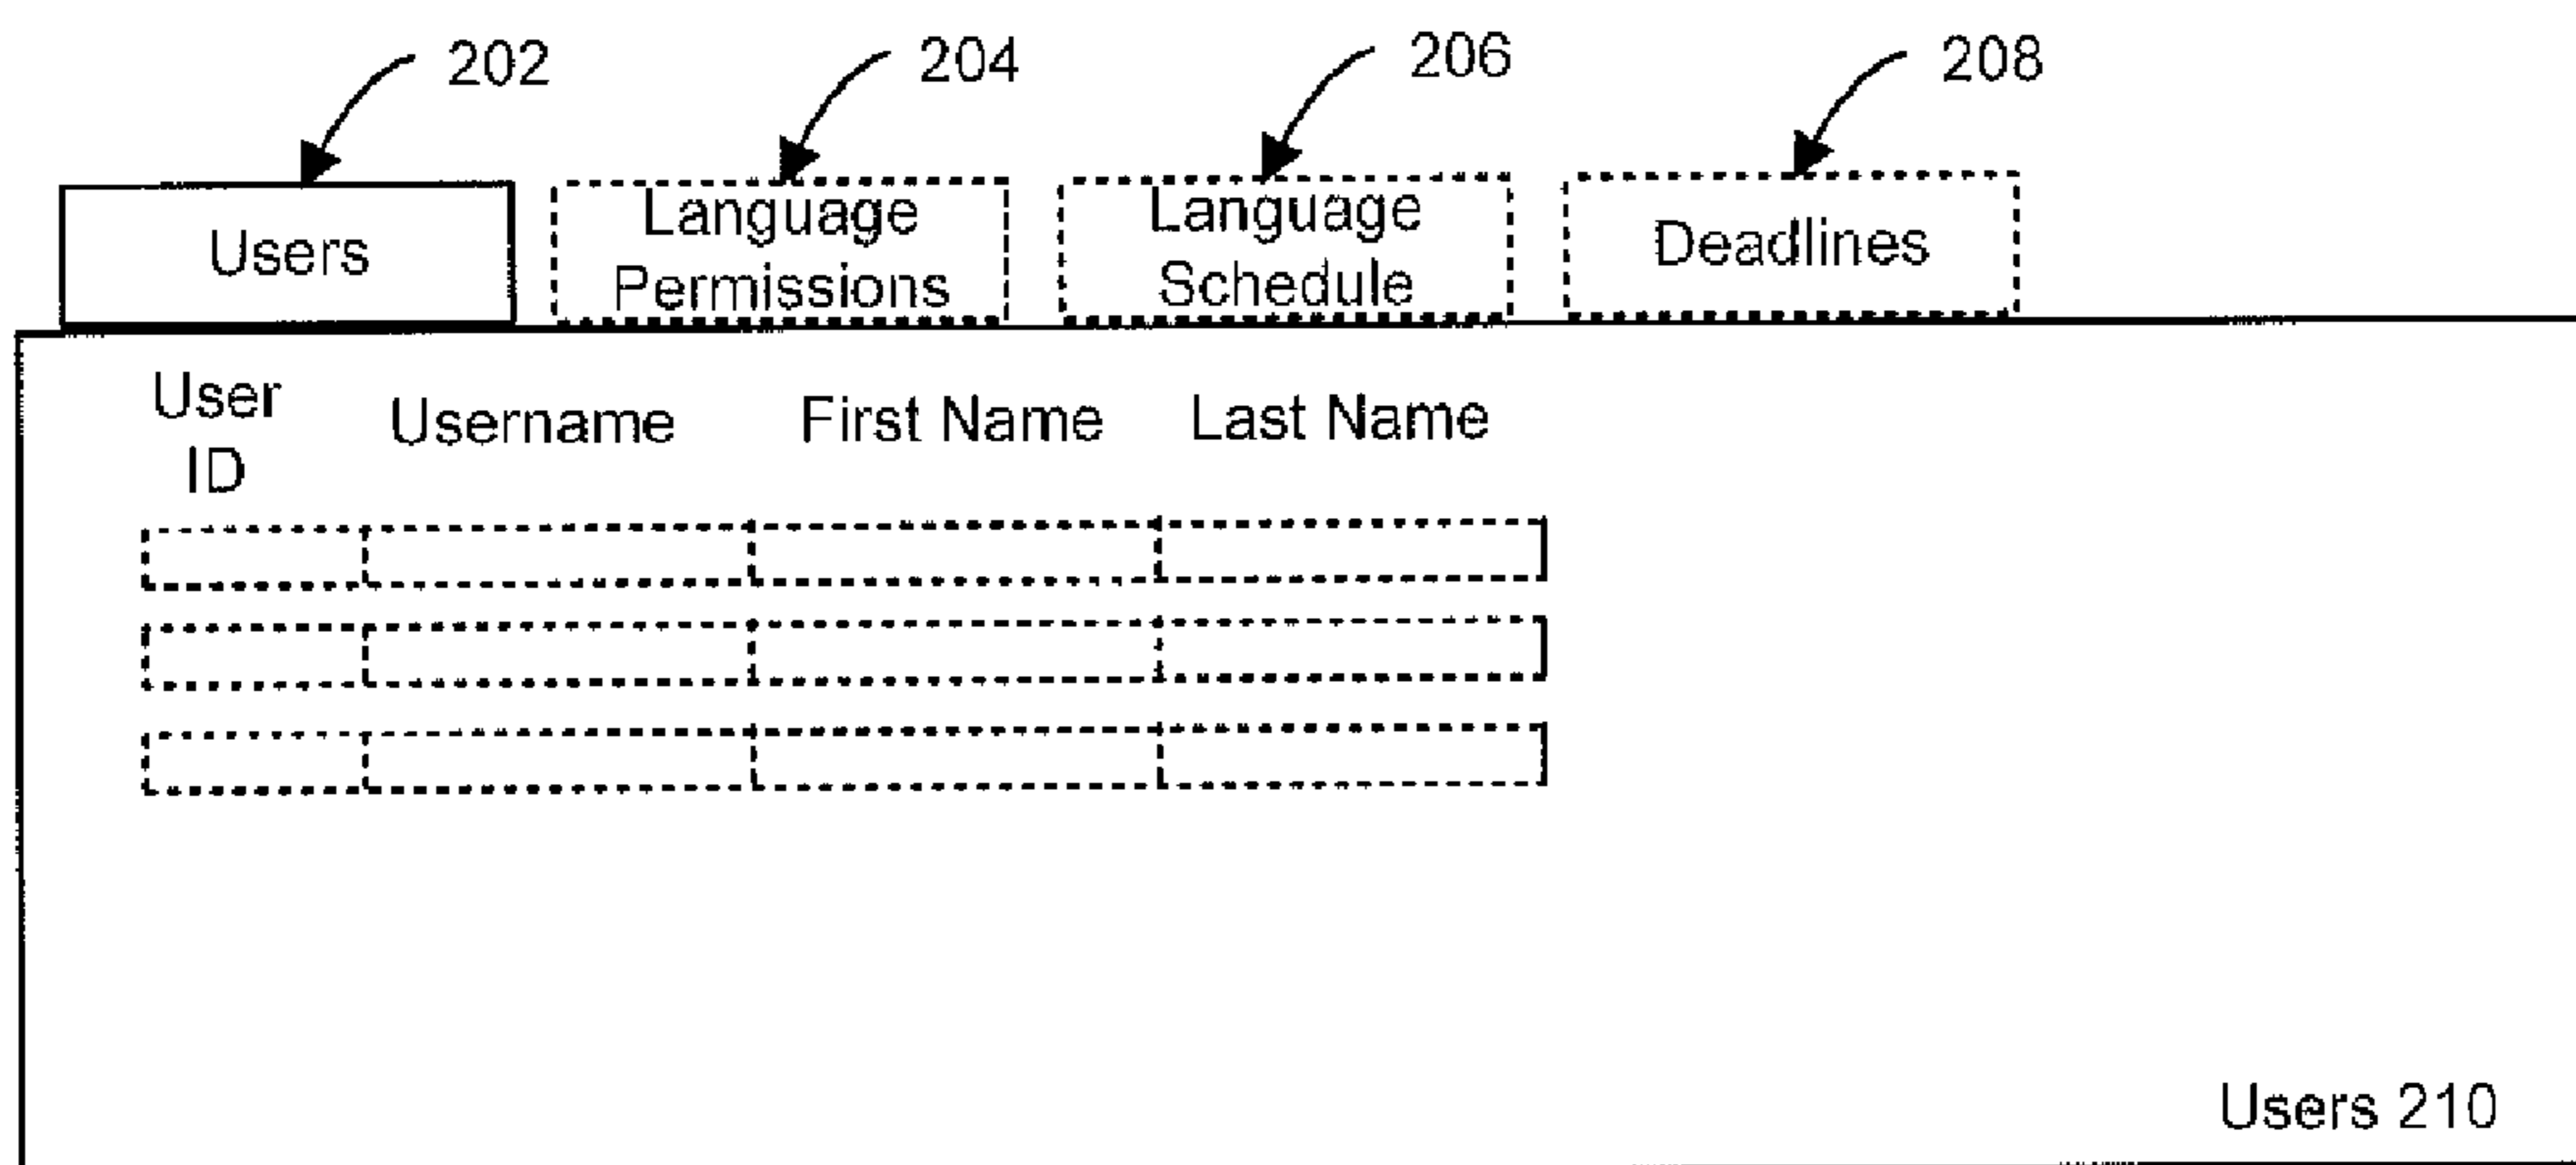 202
204
206
208
Users
Language
Permissions
Language
Schedule
Deadlines
User
ID
Username
First Name
Last Name
Users 210